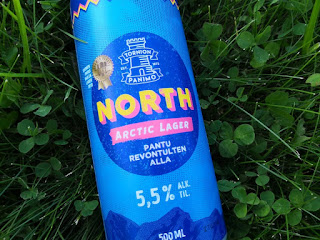 TORNION
PANIMO
NORTH
ARCTIC LAGER
PANTU
REVONTULTEN
ALLA
5,5% ALK.
TIL.
500 ML